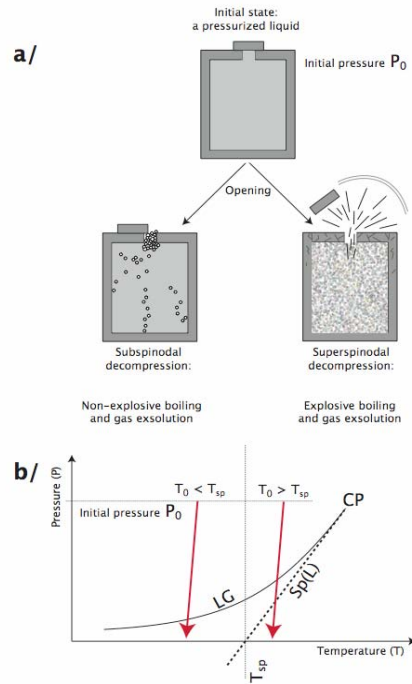 Initial state:
a pressurized liquid
a/
Initial pressure P0
Opening
Subspinodal
decompression:
Non-explosive boiling
and gas exsolution
Superspinodal
decompression:
Explosive boiling
and gas exsolution
b/
Pressure (P)
T0 < Tsp
T0 > Tsp
CP
Initial pressure P0
LG
Sp(L)
Tsp
Temperature (T)